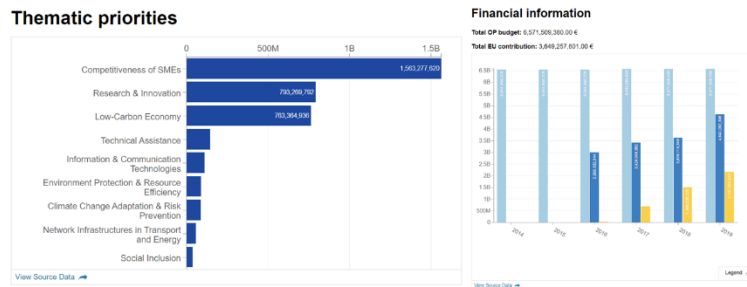 Thematic priorities
0
500M
1B
1.5B
Competitiveness of SMEs
1,563,277,620
Research & Innovation
793,269,792
Low-Carbon Economy
763,364,936
Technical Assistance
Information & Communication
Technologies
Environment Protection & Resource
Efficiency
Climate Change Adaptation & Risk
Prevention
Network Infrastructures in Transport
and Energy
Social Inclusion
View Source Data
Financial information
Total OP budget: 6,571,509,380.00 €
Total EU contribution: 3,649,257,601.00 €
6.5B
6B
5.5B
5B
4.5B
4B
3.5B
3B
2.5B
2B
1.5B
1B
500M
0
2014
2015
2016
2017
2018
2019
Legend
View Source Data